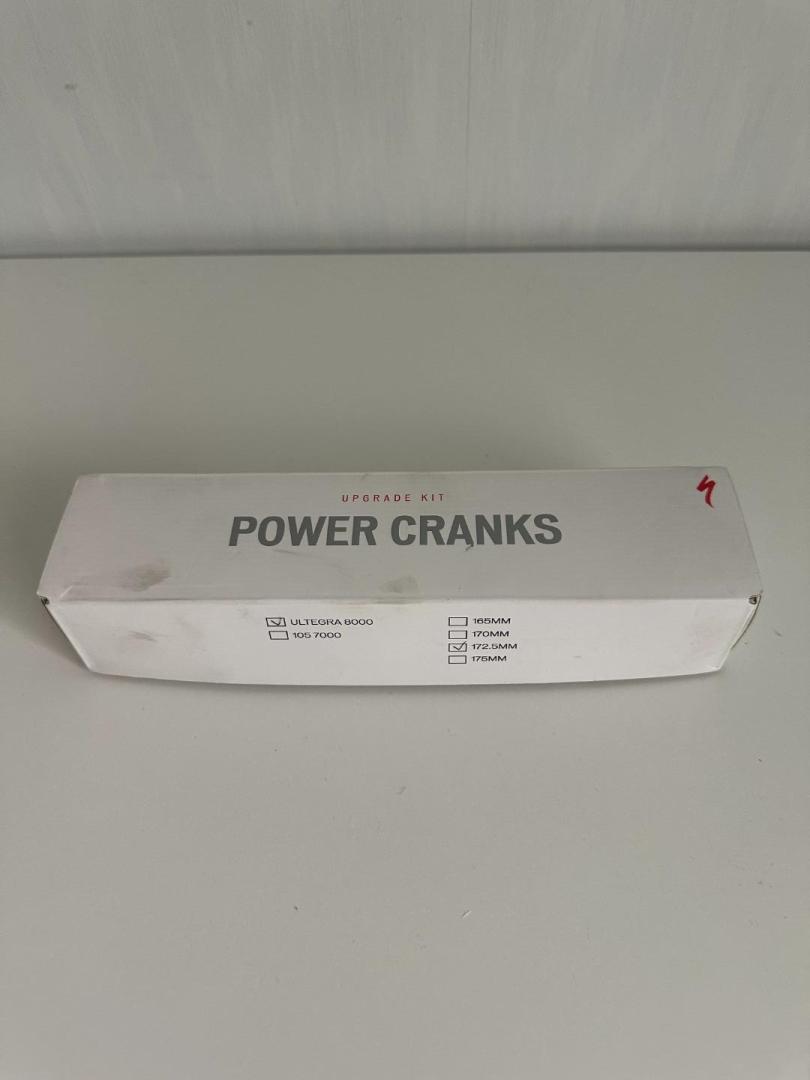 UPGRADE KIT
POWER CRANKS
ULTEGRA 8000
105 7000
165MM
170MM
172.5MM
175MM